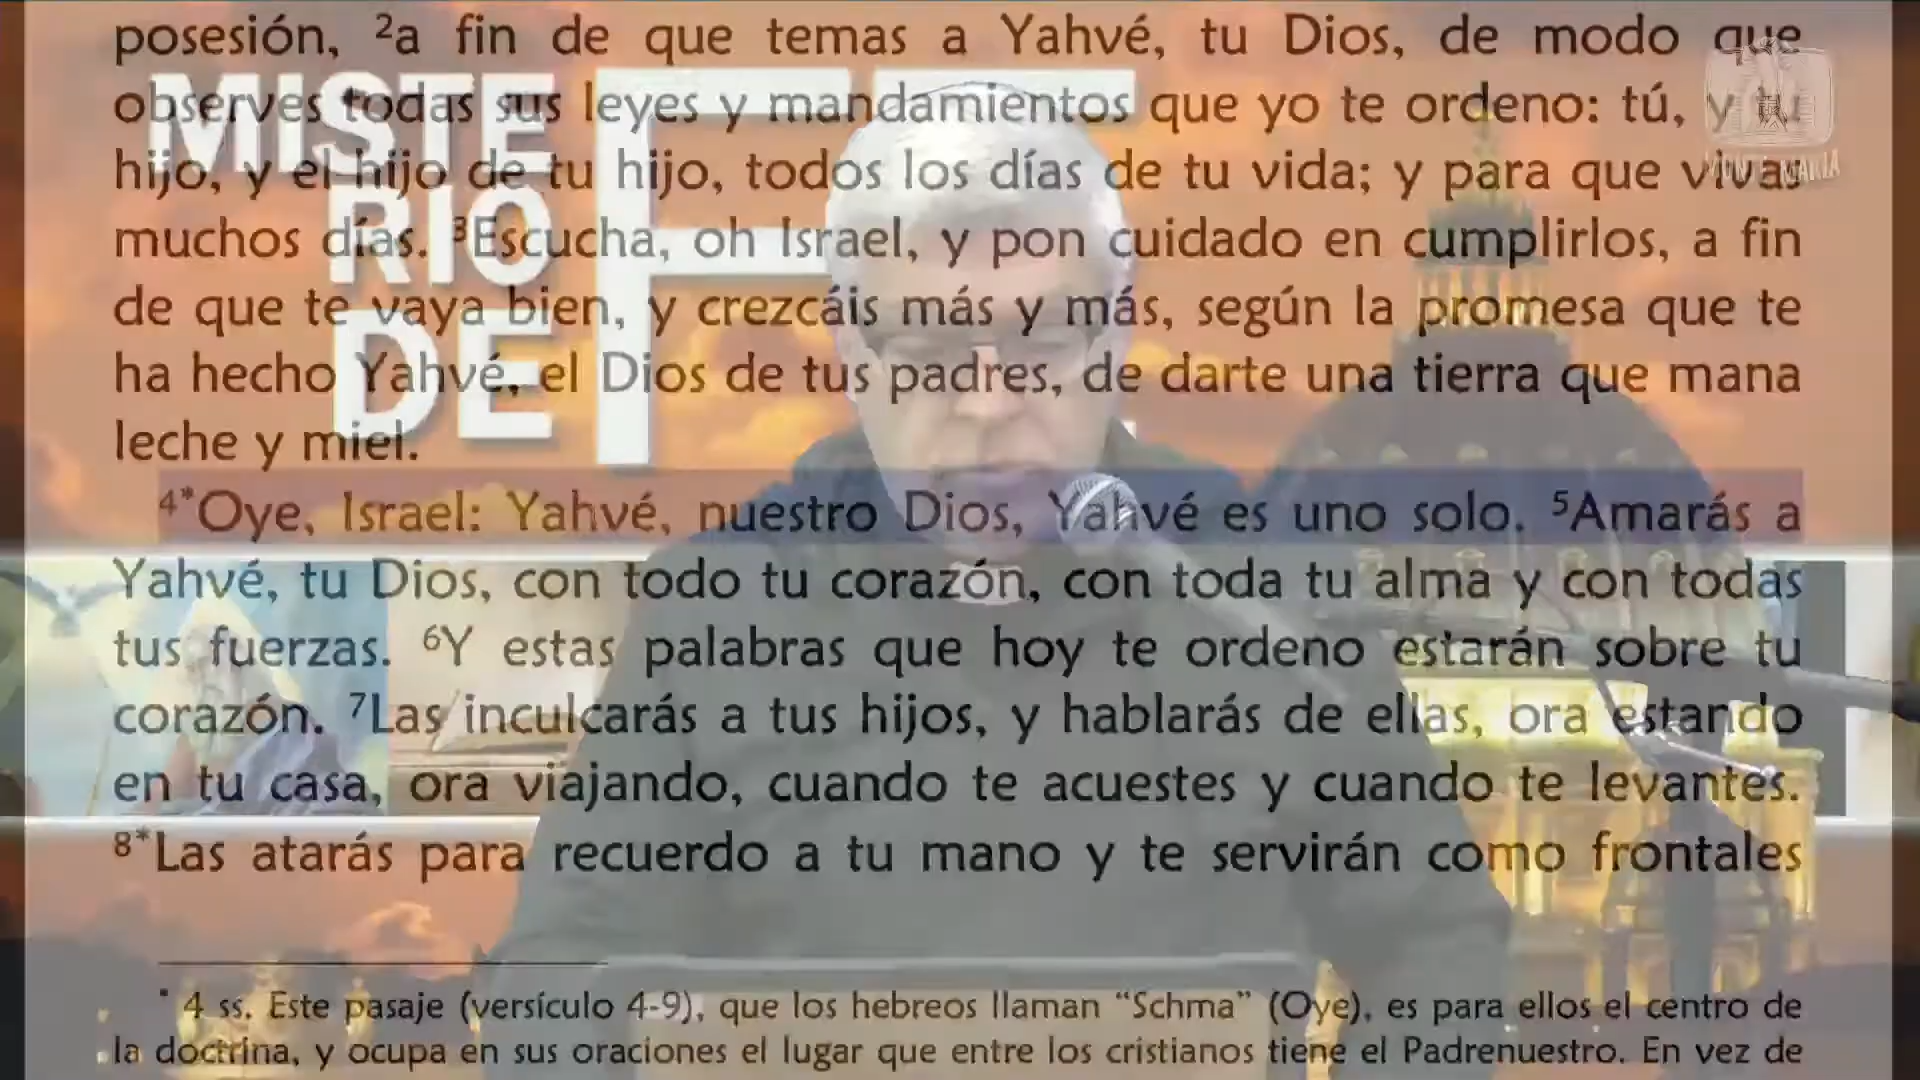 posesión, ²a fin de que temas a Yahvé, tu Dios, de modo que
observes todas sus leyes y mandamientos que yo te ordeno: tú, y tu
hijo, y el hijo de tu hijo, todos los días de tu vida; y para que vivas
muchos días. ³Escucha, oh Israel, y pon cuidado en cumplirlos, a fin
de que te vaya bien, y crezcáis más y más, según la promesa que te
ha hecho Yahvé, el Dios de tus padres, de darte una tierra que mana
leche y miel.
⁴*Oye, Israel: Yahvé, nuestro Dios, Yahvé es uno solo. ⁵Amarás a
Yahvé, tu Dios, con todo tu corazón, con toda tu alma y con todas
tus fuerzas. ⁶Y estas palabras que hoy te ordeno estarán sobre tu
corazón. ⁷Las inculcarás a tus hijos, y hablarás de ellas, ora estando
en tu casa, ora viajando, cuando te acuestes y cuando te levantes.
⁸*Las atarás para recuerdo a tu mano y te servirán como frontales
* 4 ss. Este pasaje (versículo 4-9), que los hebreos llaman “Schma” (Oye), es para ellos el centro de
la doctrina, y ocupa en sus oraciones el lugar que entre los cristianos tiene el Padrenuestro. En vez de
MISTE
RIO
DE
MARÍA